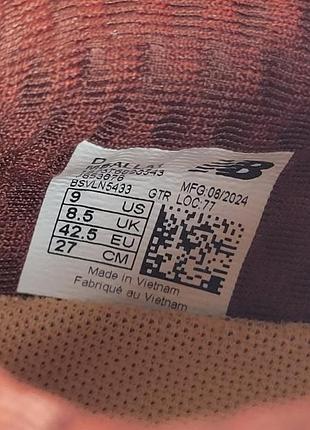 BSVLN5433
9 US
8.5 UK
42.5 EU
27 CM
GTR
MFG:08/2024
LOC:77
Made in Vietnam
Fabriqué au Vietnam